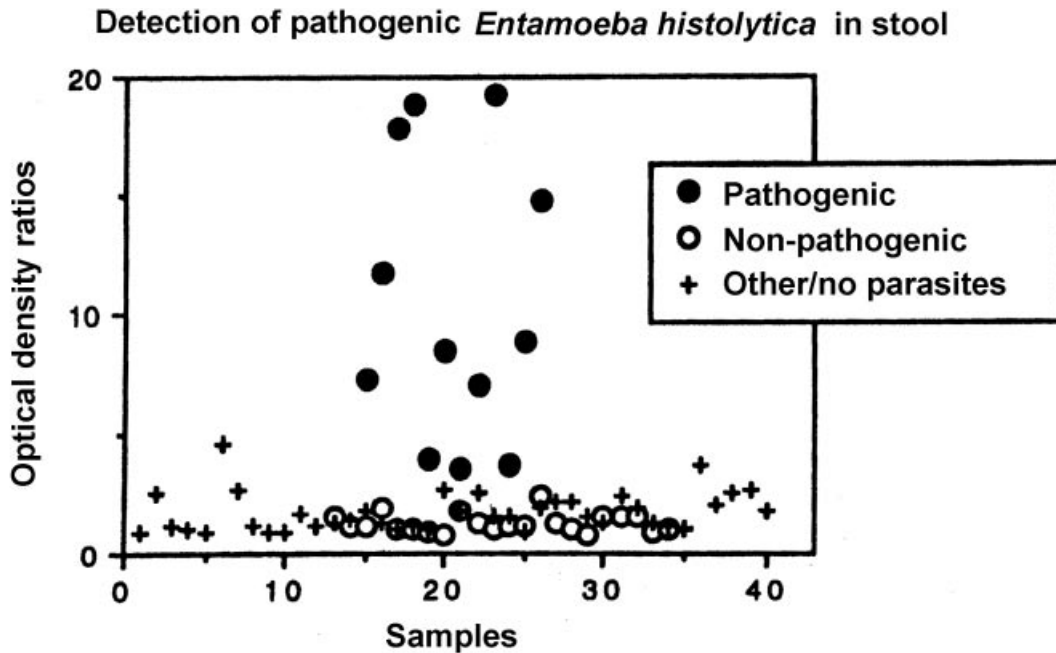 Detection of pathogenic Entamoeba histolytica in stool
20
10
0
Optical density ratios
Pathogenic
Non-pathogenic
Other/no parasites
0 10 20 30 40
Samples